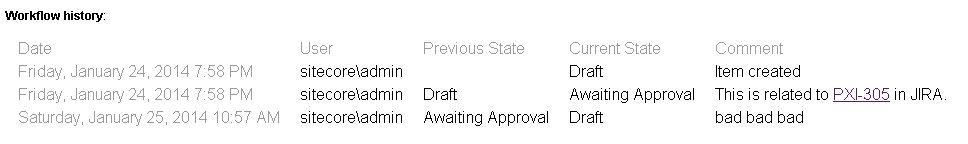 Workflow history:
Date User Previous State Current State Comment
Friday, January 24, 2014 7:58 PM sitecore\admin Draft Item created
Friday, January 24, 2014 7:58 PM sitecore\admin Draft Awaiting Approval This is related to PXI-305 in JIRA.
Saturday, January 25, 2014 10:57 AM sitecore\admin Awaiting Approval Draft bad bad bad